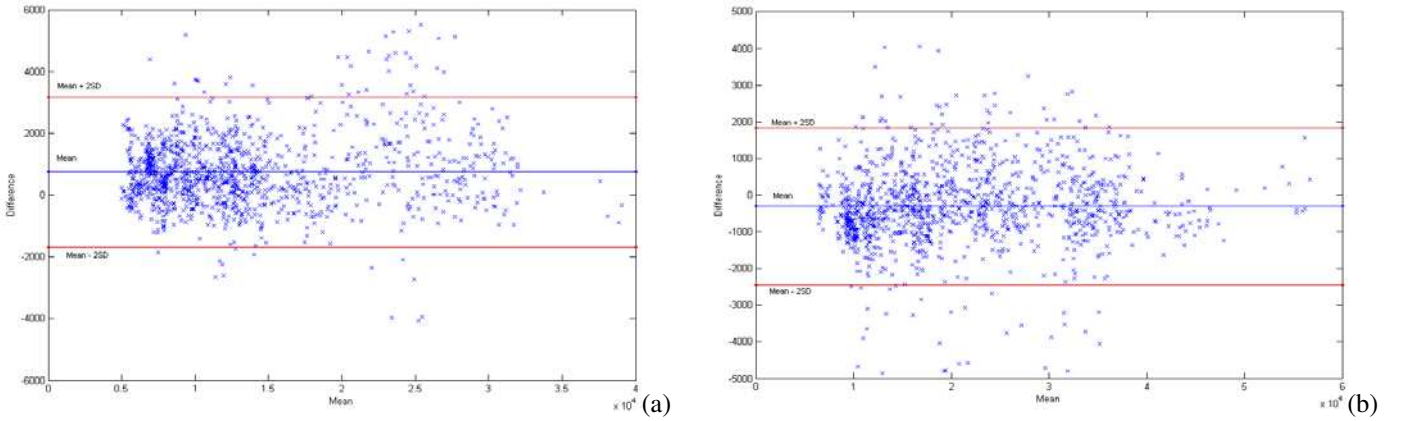 6000
4000
2000
0
-2000
-4000
-6000
Difference
Mean + 2SD
Mean
Mean - 2SD
0 0.5 1 1.5 2 2.5 3 3.5 4
Mean
x 10^4
(a)
5000
4000
3000
2000
1000
0
-1000
-2000
-3000
-4000
-5000
Difference
Mean + 2SD
Mean
Mean - 2SD
0 1 2 3 4 5 6
Mean
x 10^4
(b)